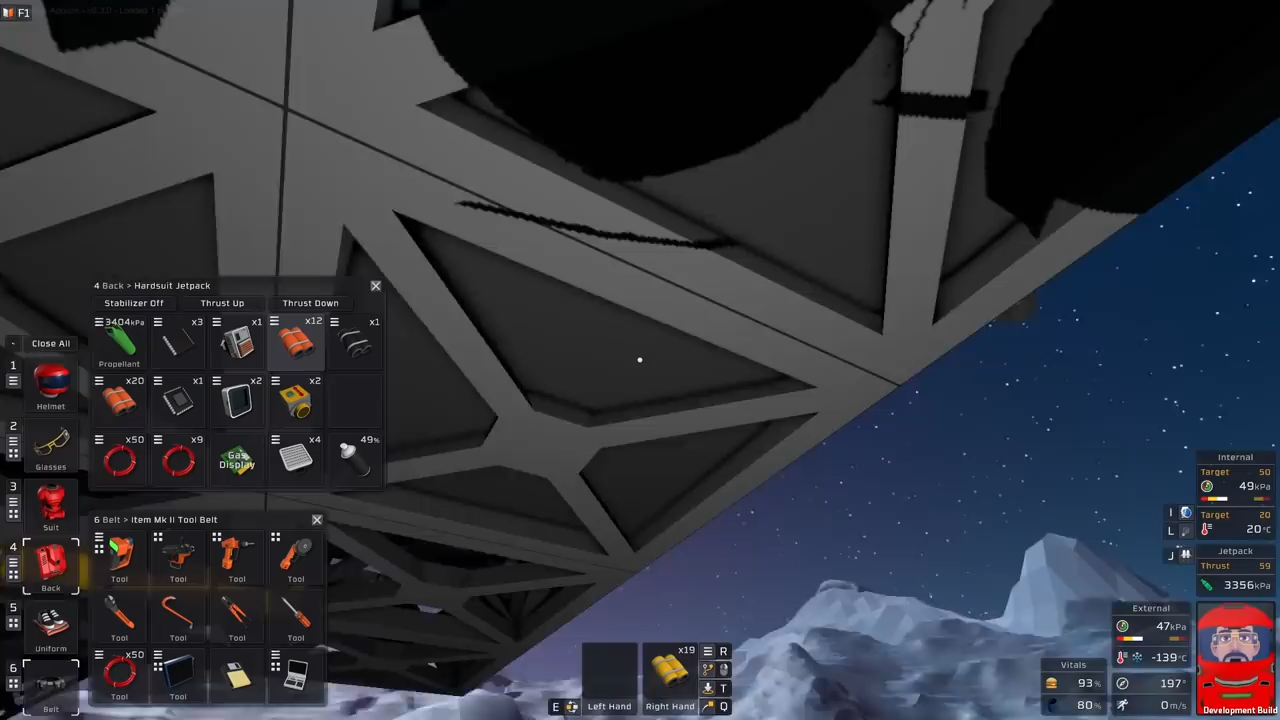 F1
4 Back > Hardsuit Jetpack
Stabilizer Off
Thrust Up
Thrust Down
3404kPa
x3
x1
x12
x1
Propellant
x20
x1
x2
x2
x50
x9
Gas Display
x4
49%
Close All
1
Helmet
2
Glasses
3
Suit
4
Back
5
Uniform
6
Belt
6 Belt > Item Mk II Tool Belt
Tool
Tool
Tool
Tool
Tool
Tool
Tool
Tool
x50
Tool
Tool
E
Left Hand
x19
Right Hand
R
T
Q
Internal
Target 50
49kPa
Target 20
20°C
I
L
J
Jetpack
Thrust 59
3356kPa
External
47kPa
-139°C
197°
0m/s
Vitals
93%
80%
Development Build